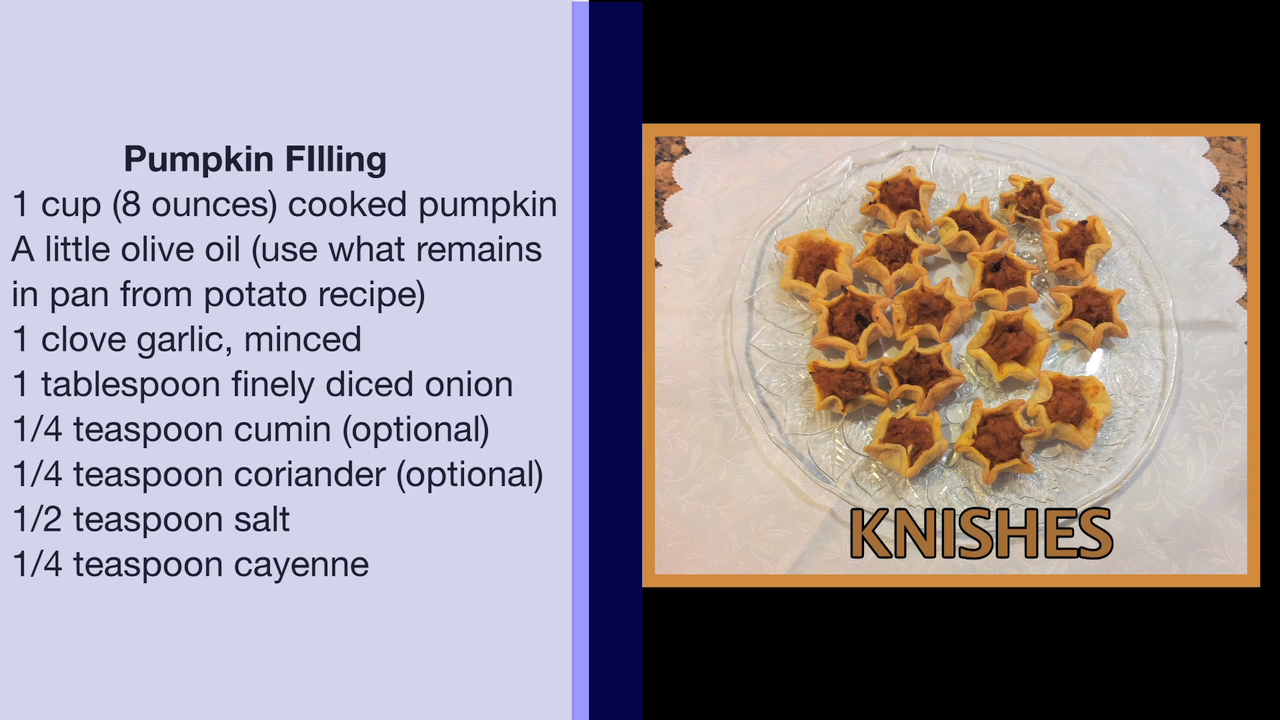 Pumpkin FIlling
1 cup (8 ounces) cooked pumpkin
A little olive oil (use what remains
in pan from potato recipe)
1 clove garlic, minced
1 tablespoon finely diced onion
1/4 teaspoon cumin (optional)
1/4 teaspoon coriander (optional)
1/2 teaspoon salt
1/4 teaspoon cayenne
KNISHES